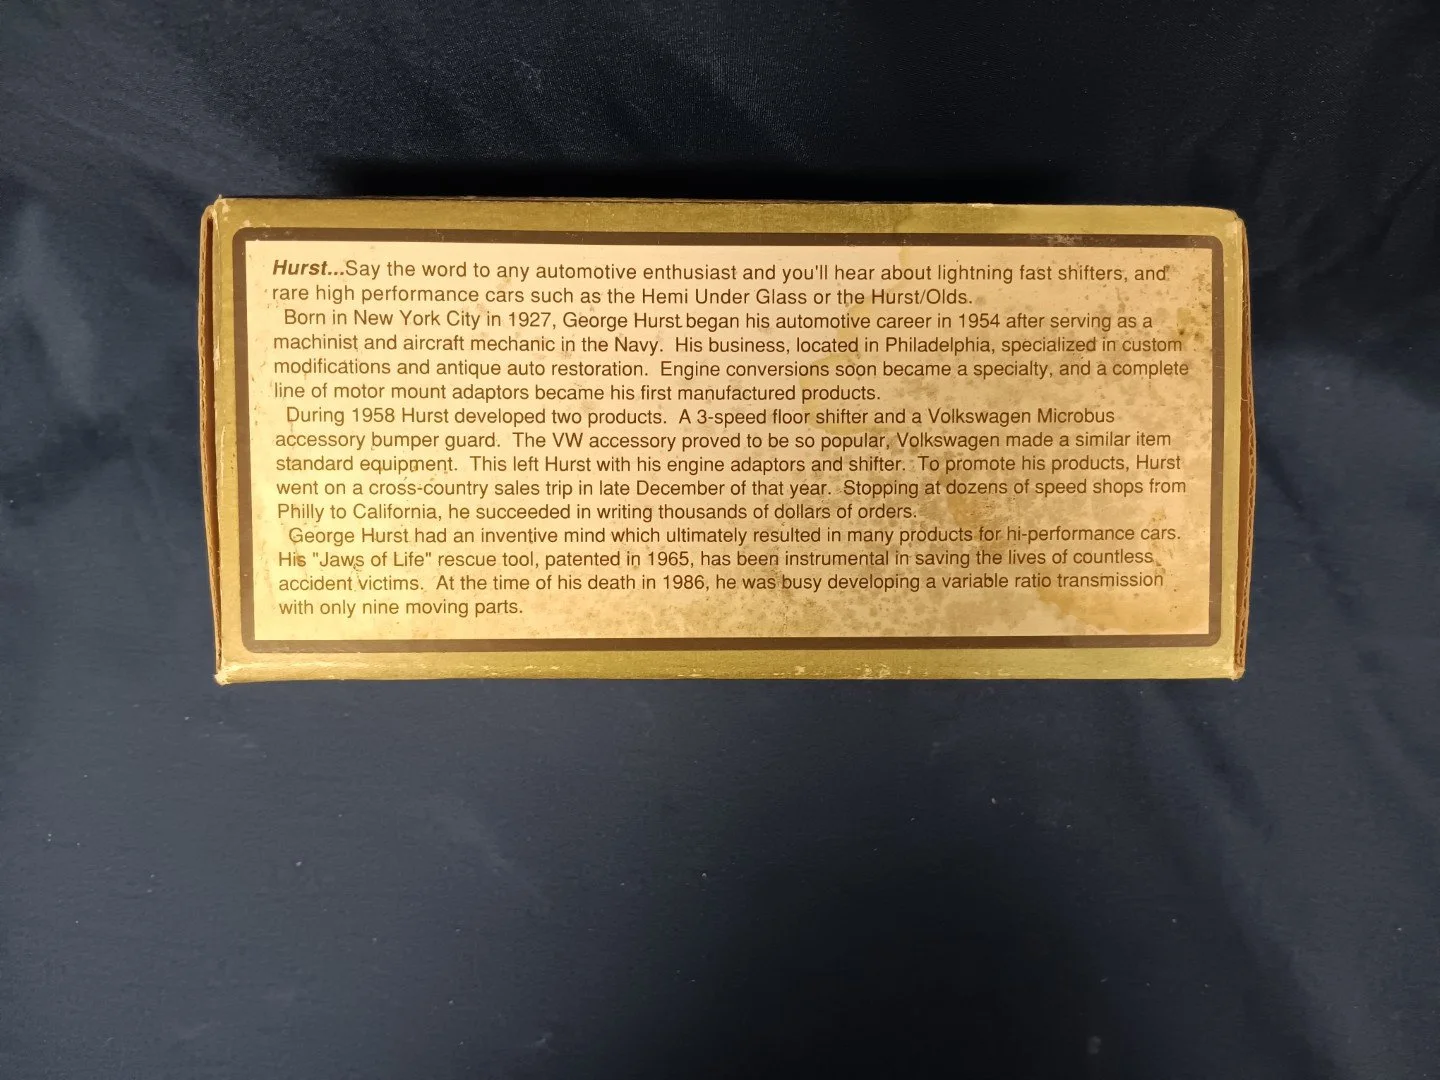 Hurst...Say the word to any automotive enthusiast and you'll hear about lightning fast shifters, and
rare high performance cars such as the Hemi Under Glass or the Hurst/Olds.
Born in New York City in 1927, George Hurst began his automotive career in 1954 after serving as a
machinist and aircraft mechanic in the Navy. His business, located in Philadelphia, specialized in custom
modifications and antique auto restoration. Engine conversions soon became a specialty, and a complete
line of motor mount adaptors became his first manufactured products.
During 1958 Hurst developed two products. A 3-speed floor shifter and a Volkswagen Microbus
accessory bumper guard. The VW accessory proved to be so popular, Volkswagen made a similar item
standard equipment. This left Hurst with his engine adaptors and shifter. To promote his products, Hurst
went on a cross-country sales trip in late December of that year. Stopping at dozens of speed shops from
Philly to California, he succeeded in writing thousands of dollars of orders.
George Hurst had an inventive mind which ultimately resulted in many products for hi-performance cars.
His "Jaws of Life" rescue tool, patented in 1965, has been instrumental in saving the lives of countless
accident victims. At the time of his death in 1986, he was busy developing a variable ratio transmission
with only nine moving parts.